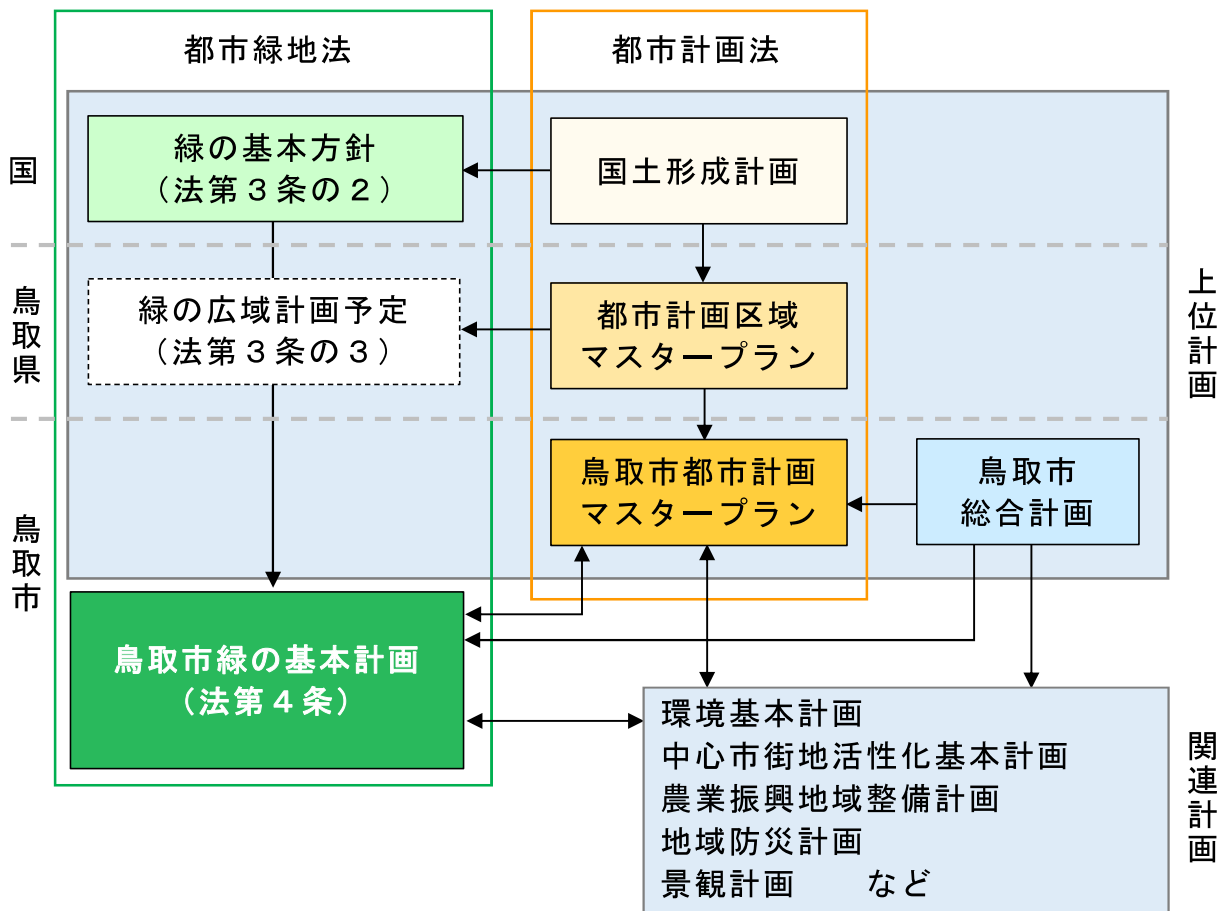 都市緑地法
都市計画法
国
緑の基本方針
（法第３条の２）
国土形成計画
鳥取県
緑の広域計画予定
（法第３条の３）
都市計画区域
マスタープラン
上位計画
鳥取市
鳥取市都市計画
マスタープラン
鳥取市
総合計画
鳥取市緑の基本計画
（法第４条）
環境基本計画
中心市街地活性化基本計画
農業振興地域整備計画
地域防災計画
景観計画　　など
関連計画